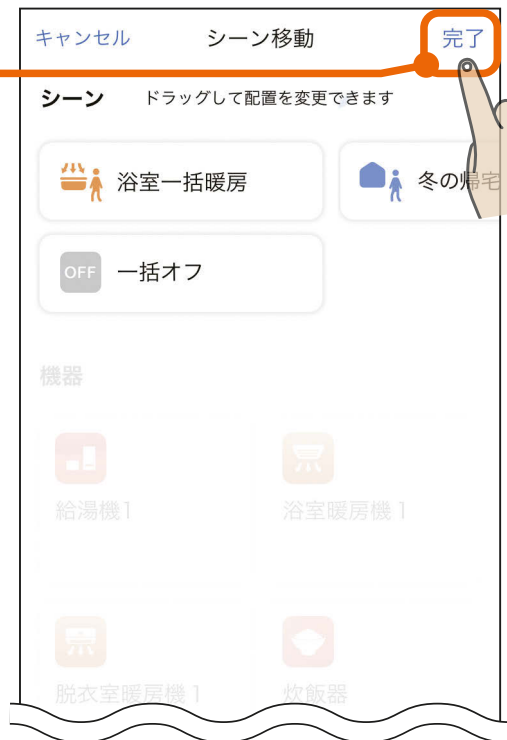 キャンセル シーン移動 完了
シーン ドラッグして配置を変更できます
浴室一括暖房 冬の帰宅
OFF 一括オフ
機器
給湯機1 浴室暖房機1
脱衣室暖房機1 炊飯器